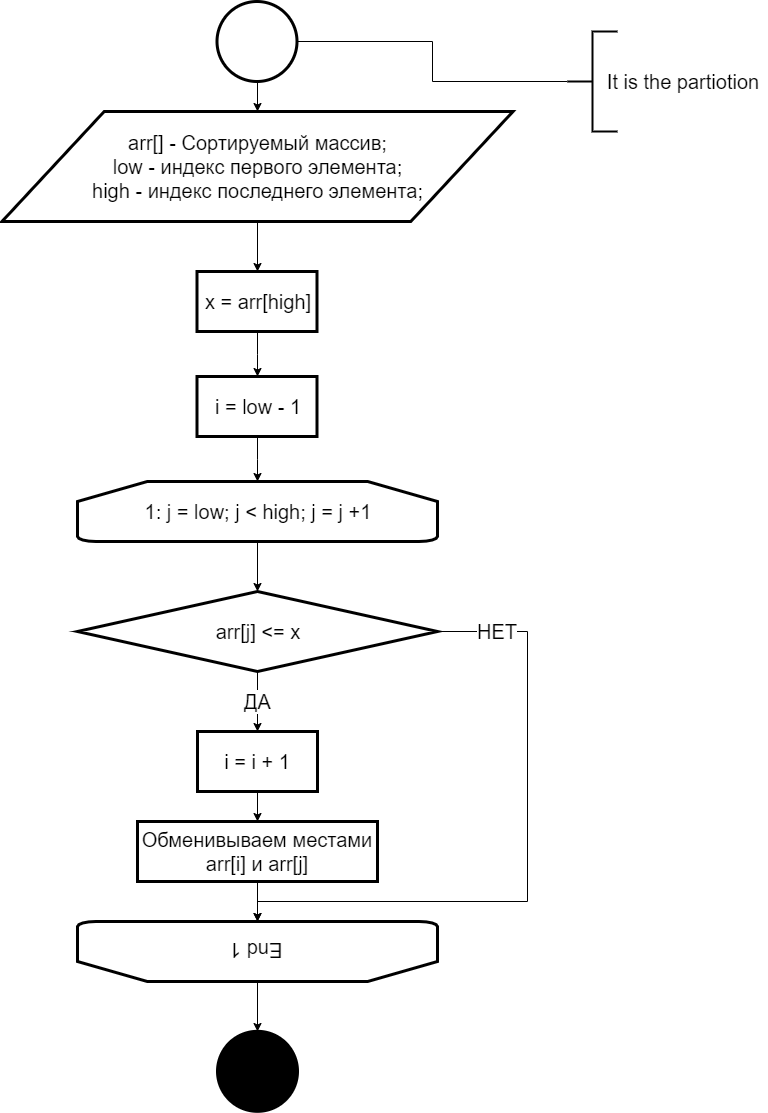 It is the partiotion
arr[] - Сортируемый массив;
low - индекс первого элемента;
high - индекс последнего элемента;
x = arr[high]
i = low - 1
1: j = low; j < high; j = j +1
arr[j] <= x
НЕТ
ДА
i = i + 1
Обменивываем местами
arr[i] и arr[j]
End 1